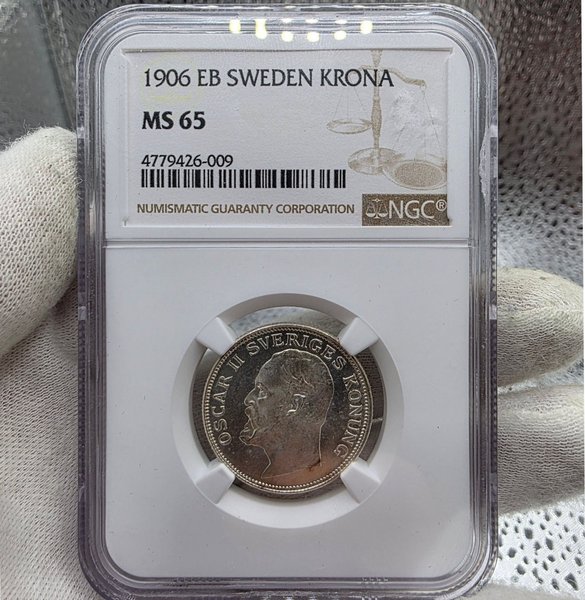 1906 EB SWEDEN KRONA
MS 65
4779426-009
NUMISMATIC GUARANTY CORPORATION
NGC®
OSCAR II SVERIGES KONUNG